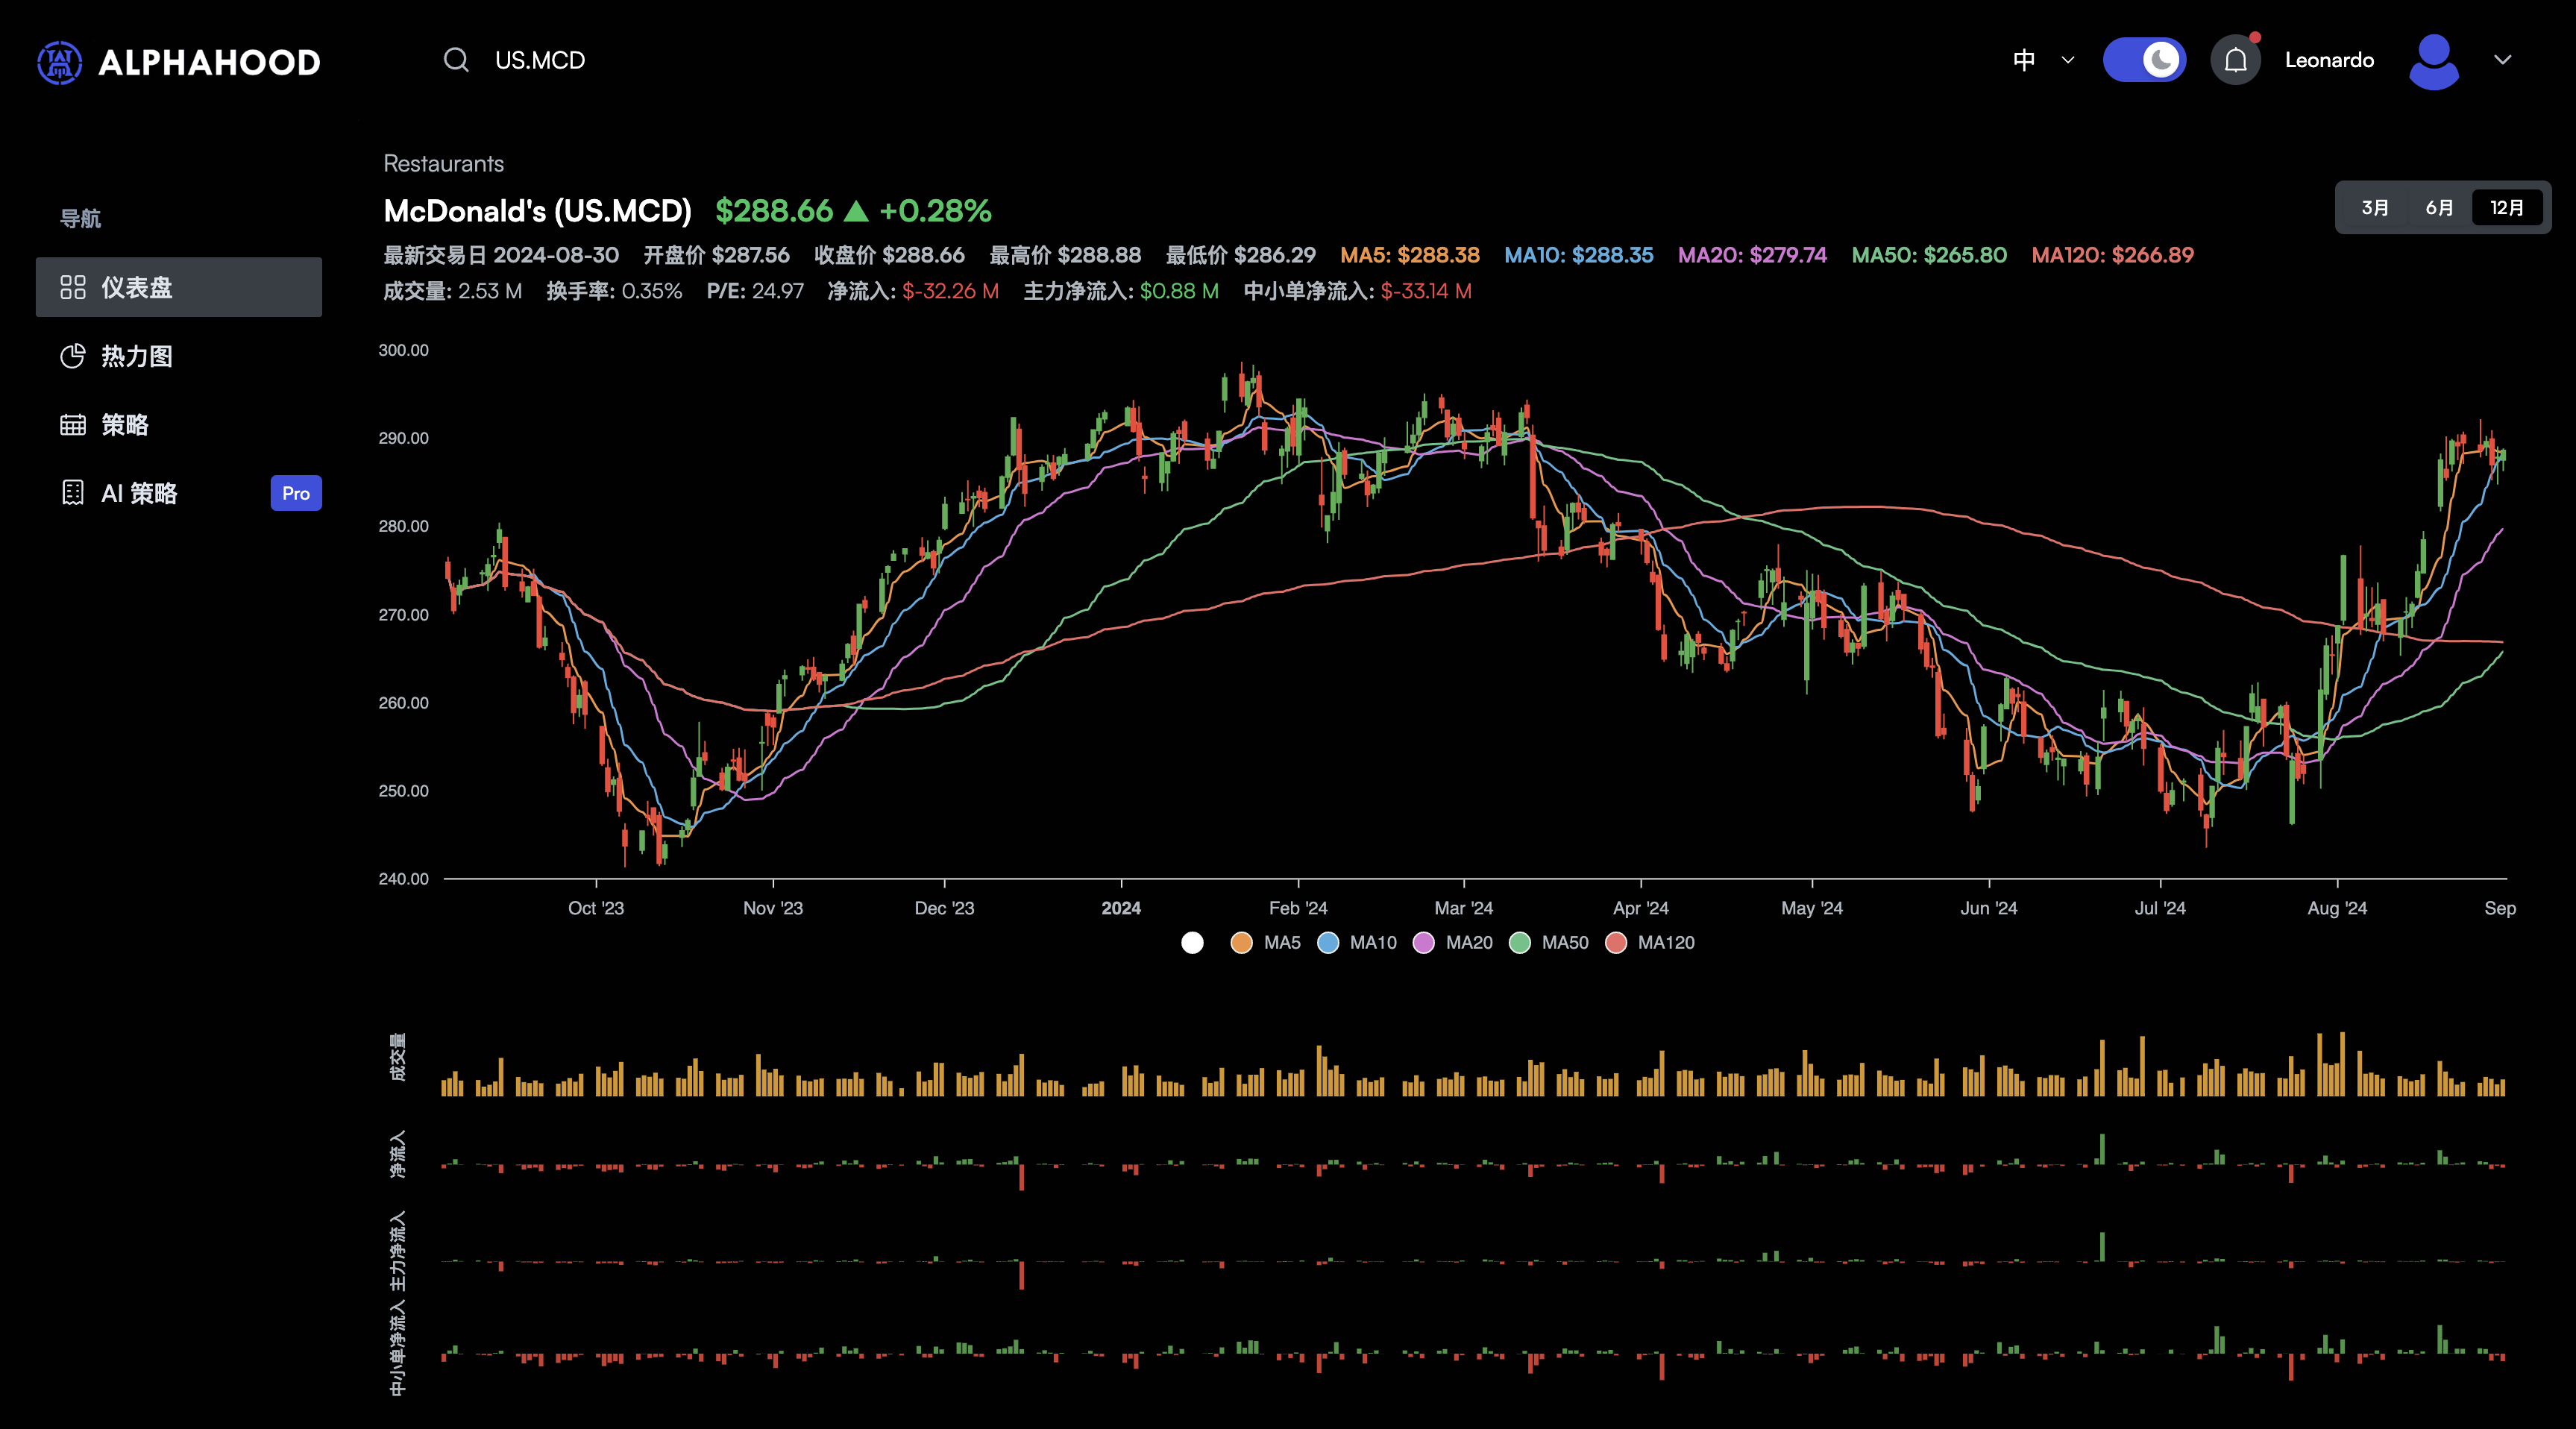 ALPHAHOOD
US.MCD
中
Leonardo
导航
仪表盘
热力图
策略
AI 策略
Pro
Restaurants
McDonald's (US.MCD) $288.66 ▲ +0.28%
3月 6月 12月
最新交易日 2024-08-30 开盘价 $287.56 收盘价 $288.66 最高价 $288.88 最低价 $286.29 MA5: $288.38 MA10: $288.35 MA20: $279.74 MA50: $265.80 MA120: $266.89
成交量: 2.53 M 换手率: 0.35% P/E: 24.97 净流入: $-32.26 M 主力净流入: $0.88 M 中小单净流入: $-33.14 M
300.00
290.00
280.00
270.00
260.00
250.00
240.00
Oct '23 Nov '23 Dec '23 2024 Feb '24 Mar '24 Apr '24 May '24 Jun '24 Jul '24 Aug '24 Sep
MA5 MA10 MA20 MA50 MA120
成交量
净流入
主力净流入
中小单净流入